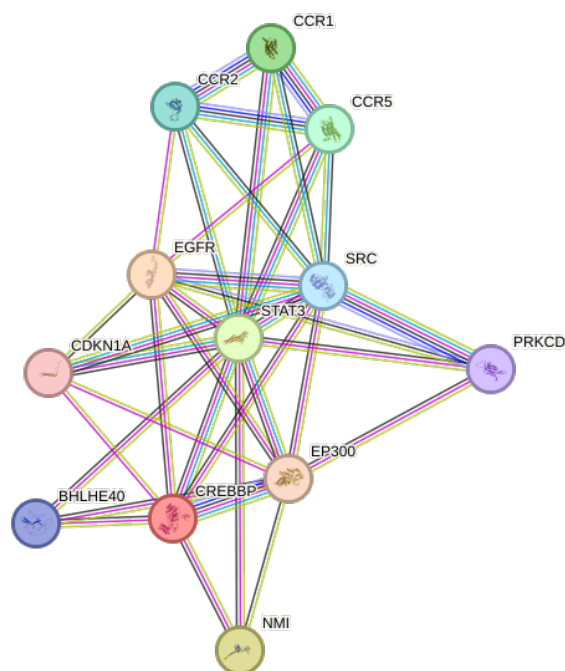 CCR1
CCR2
CCR5
EGFR
SRC
STAT3
CDKN1A
PRKCD
EP300
CREBBP
BHLHE40
NMI